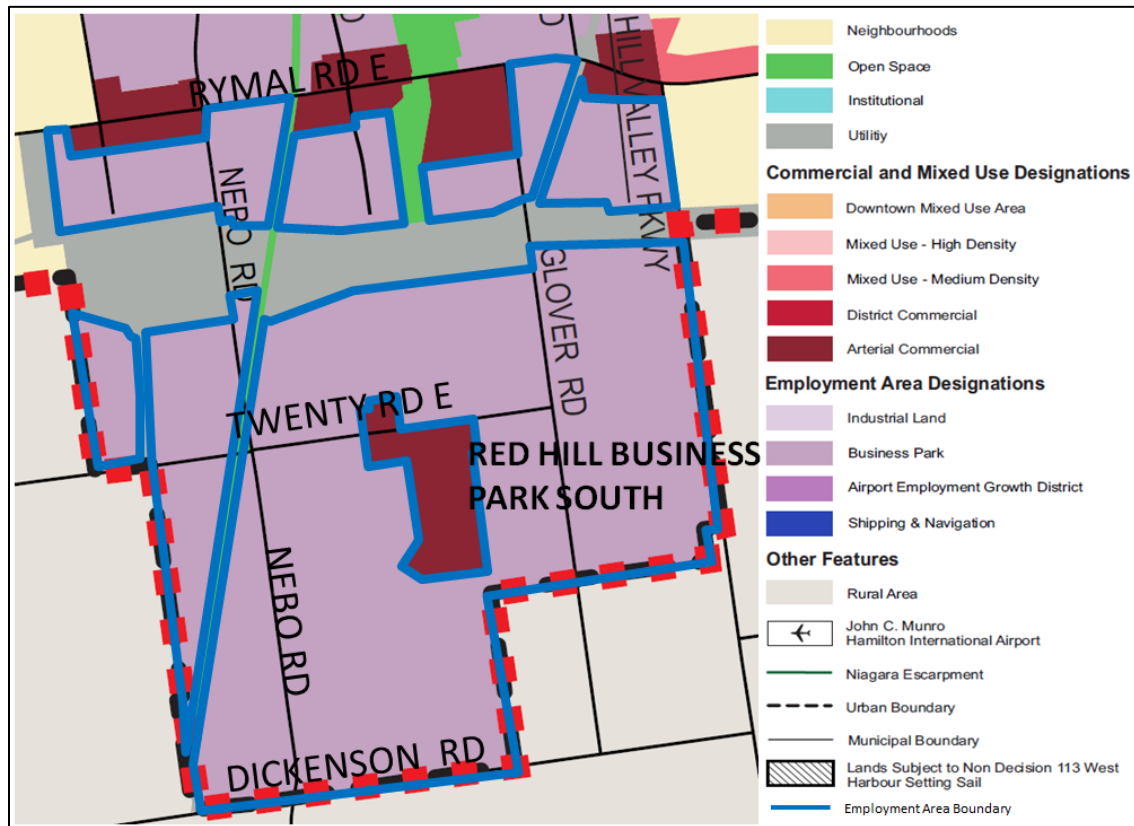 RYMAL RD E
HILL VALLEY PKWY
NEBO RD
GLOVER RD
TWENTY RD E
RED HILL BUSINESS
PARK SOUTH
NEBO RD
DICKENSON RD
Neighbourhoods
Open Space
Institutional
Utilitiy
Commercial and Mixed Use Designations
Downtown Mixed Use Area
Mixed Use - High Density
Mixed Use - Medium Density
District Commercial
Arterial Commercial
Employment Area Designations
Industrial Land
Business Park
Airport Employment Growth District
Shipping & Navigation
Other Features
Rural Area
John C. Munro
Hamilton International Airport
Niagara Escarpment
Urban Boundary
Municipal Boundary
Lands Subject to Non Decision 113 West
Harbour Setting Sail
Employment Area Boundary